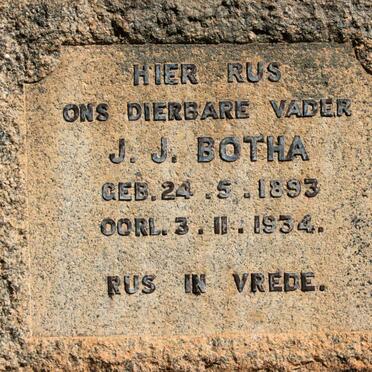 HIER RUS
ONS DIERBARE VADER
J. J. BOTHA
GEB. 24 . 5 . 1893
OORL. 3 . 11 . 1934.
RUS IN VREDE.